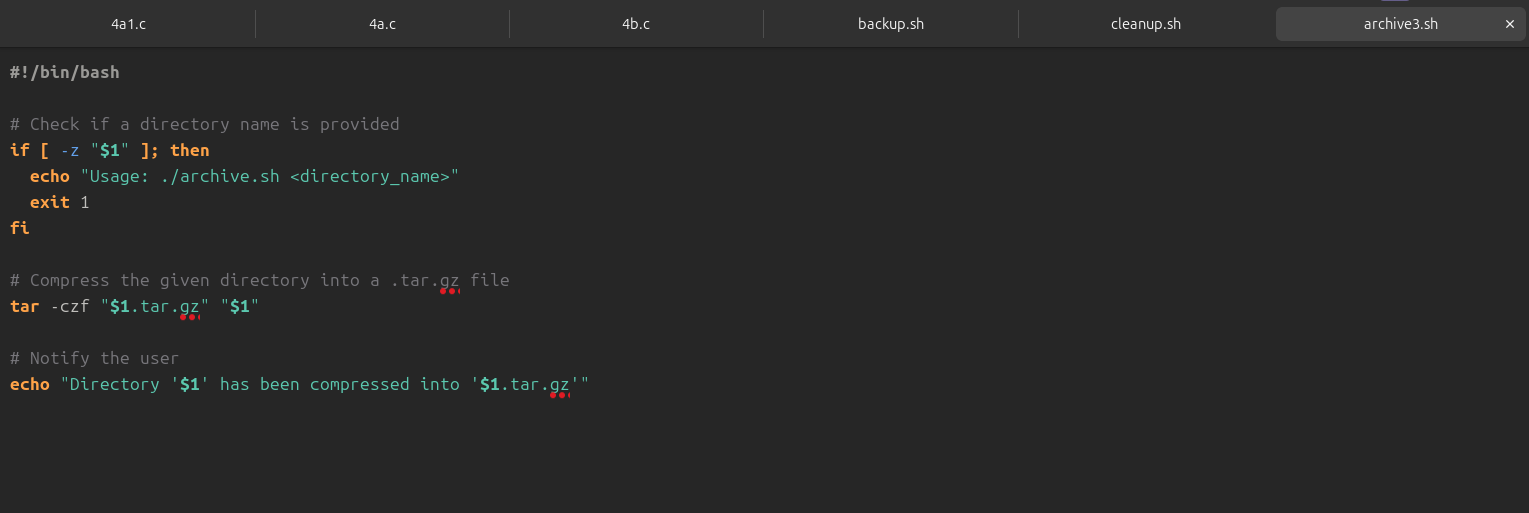 4a1.c
4a.c
4b.c
backup.sh
cleanup.sh
archive3.sh
#!/bin/bash
# Check if a directory name is provided
if [ -z "$1" ]; then
  echo "Usage: ./archive.sh <directory_name>"
  exit 1
fi
# Compress the given directory into a .tar.gz file
tar -czf "$1.tar.gz" "$1"
# Notify the user
echo "Directory '$1' has been compressed into '$1.tar.gz'"